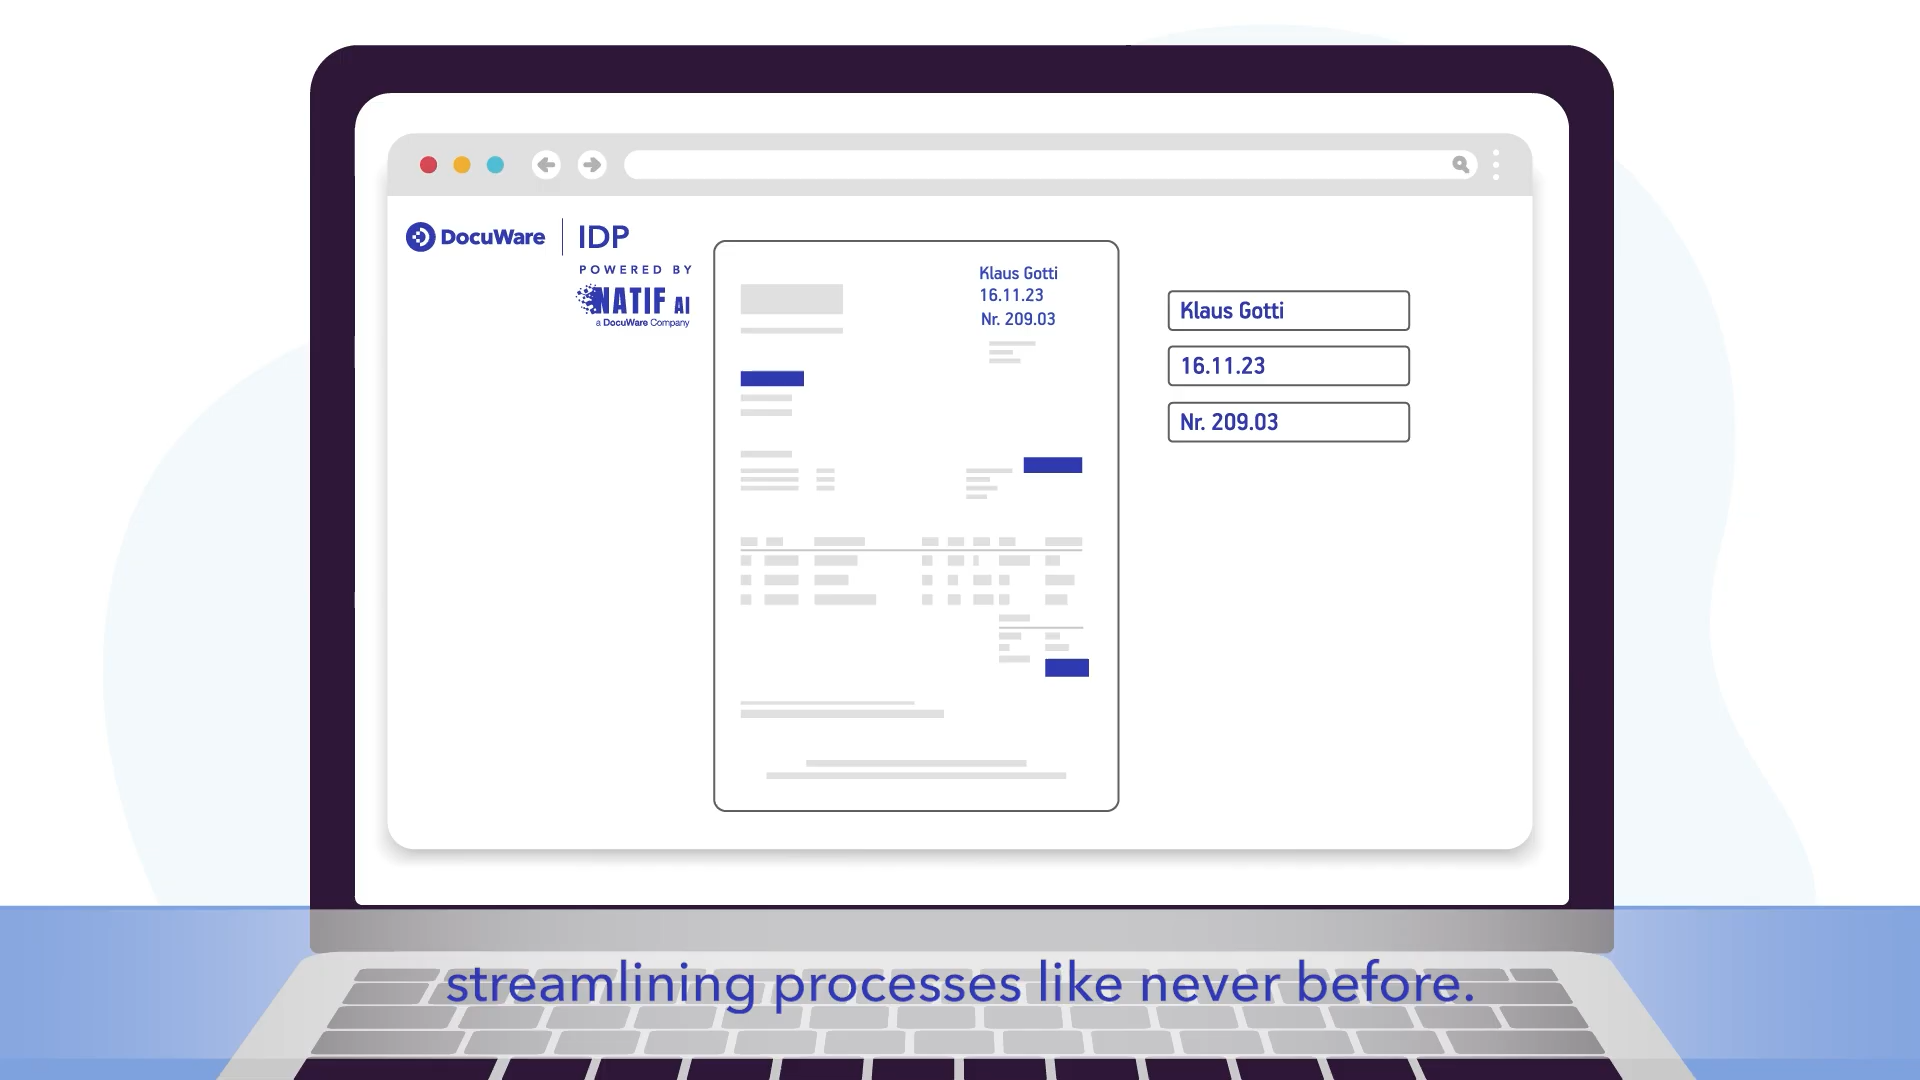 DocuWare | IDP
POWERED BY
NATIF AI
a DocuWare Company
Klaus Gotti
16.11.23
Nr. 209.03
Klaus Gotti
16.11.23
Nr. 209.03
streamlining processes like never before.